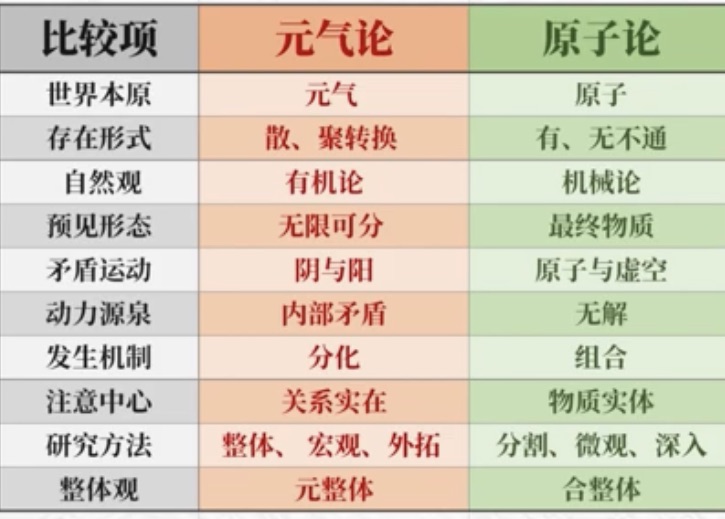 比较项 元气论 原子论
世界本原 元气 原子
存在形式 散、聚转换 有、无不通
自然观 有机论 机械论
预见形态 无限可分 最终物质
矛盾运动 阴与阳 原子与虚空
动力源泉 内部矛盾 无解
发生机制 分化 组合
注意中心 关系实在 物质实体
研究方法 整体、宏观、外拓 分割、微观、深入
整体观 元整体 合整体